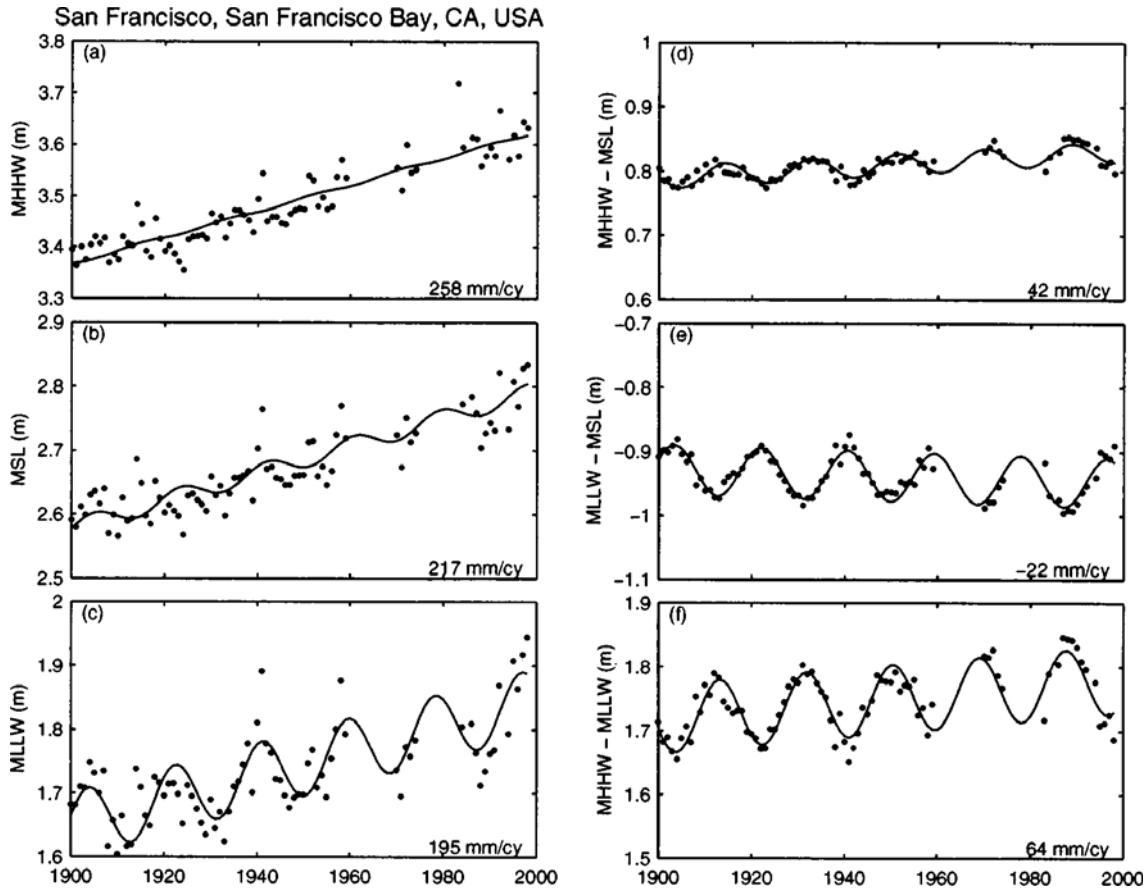 San Francisco, San Francisco Bay, CA, USA
(a)
MHHW (m)
3.8
3.7
3.6
3.5
3.4
3.3
258 mm/cy
(b)
MSL (m)
2.9
2.8
2.7
2.6
2.5
217 mm/cy
(c)
MLLW (m)
2
1.9
1.8
1.7
1.6
195 mm/cy
1900 1920 1940 1960 1980 2000
(d)
MHHW − MSL (m)
1
0.9
0.8
0.7
0.6
42 mm/cy
(e)
MLLW − MSL (m)
−0.7
−0.8
−0.9
−1
−1.1
−22 mm/cy
(f)
MHHW − MLLW (m)
1.9
1.8
1.7
1.6
1.5
64 mm/cy
1900 1920 1940 1960 1980 2000